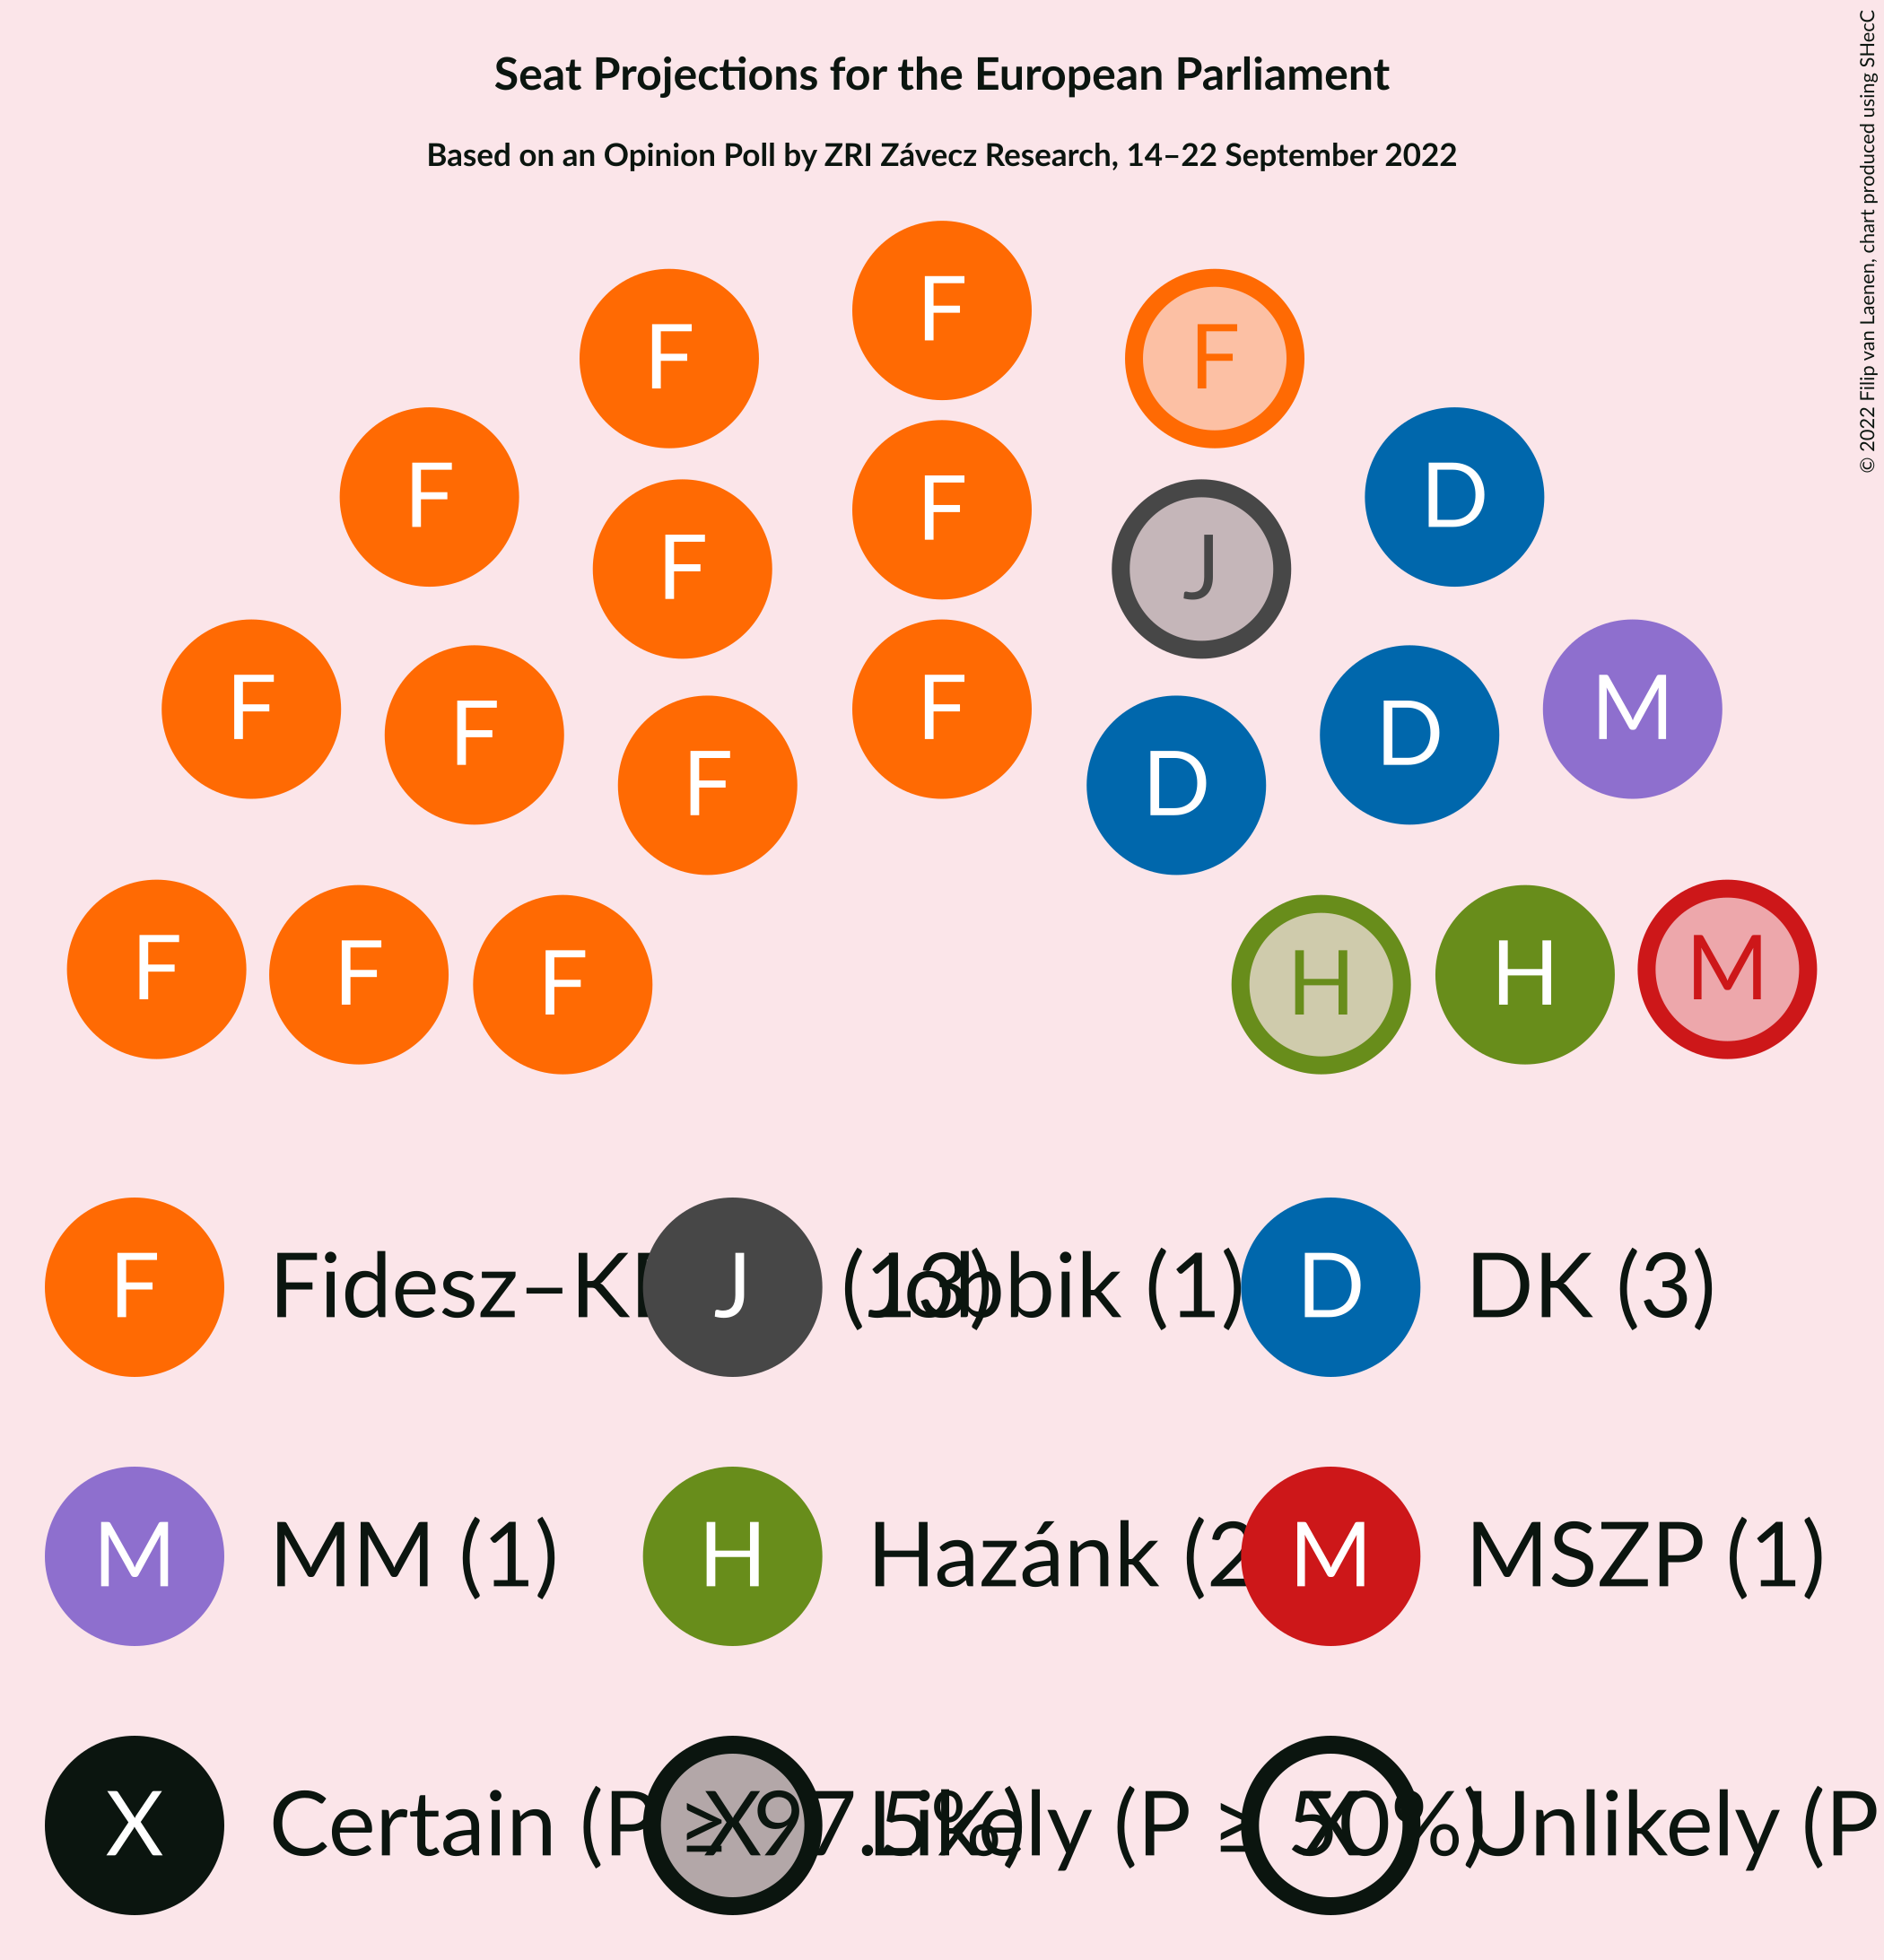 Seat Projections for the European Parliament
Based on an Opinion Poll by ZRI Závecz Research, 14–22 September 2022
© 2022 Filip van Laenen, chart produced using SHecC
F
F
F
F
F
D
F
J
F
F
M
F
D
F
D
F
F
F
H
H
M
F Fidesz–K J (13) Jobbik (1) D DK (3)
M MM (1) H Hazánk (2 M MSZP (1)
X Certain (P ≥ 97.5%) X Likely (P ≥ 50%) X Unlikely (P